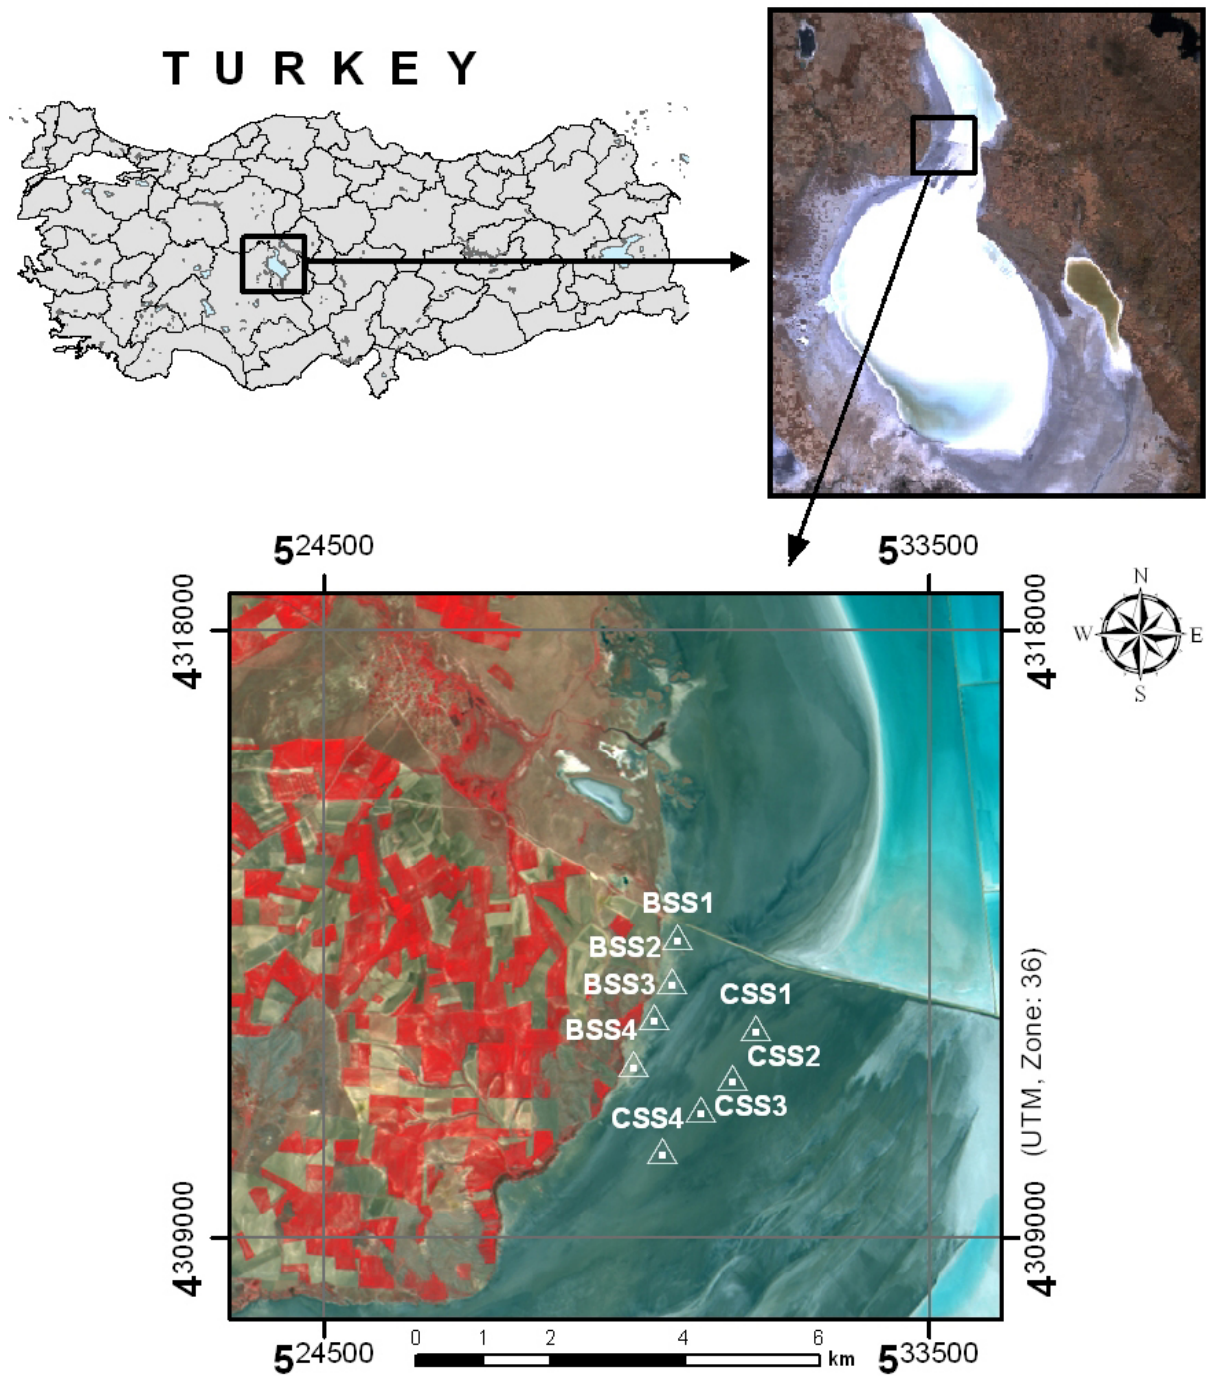 TURKEY
524500 533500
4318000 4318000
N
W E
S
BSS1
BSS2
BSS3
CSS1
BSS4
CSS2
CSS3
CSS4
(UTM, Zone: 36)
4309000 4309000
0 1 2 4 6
km
524500 533500